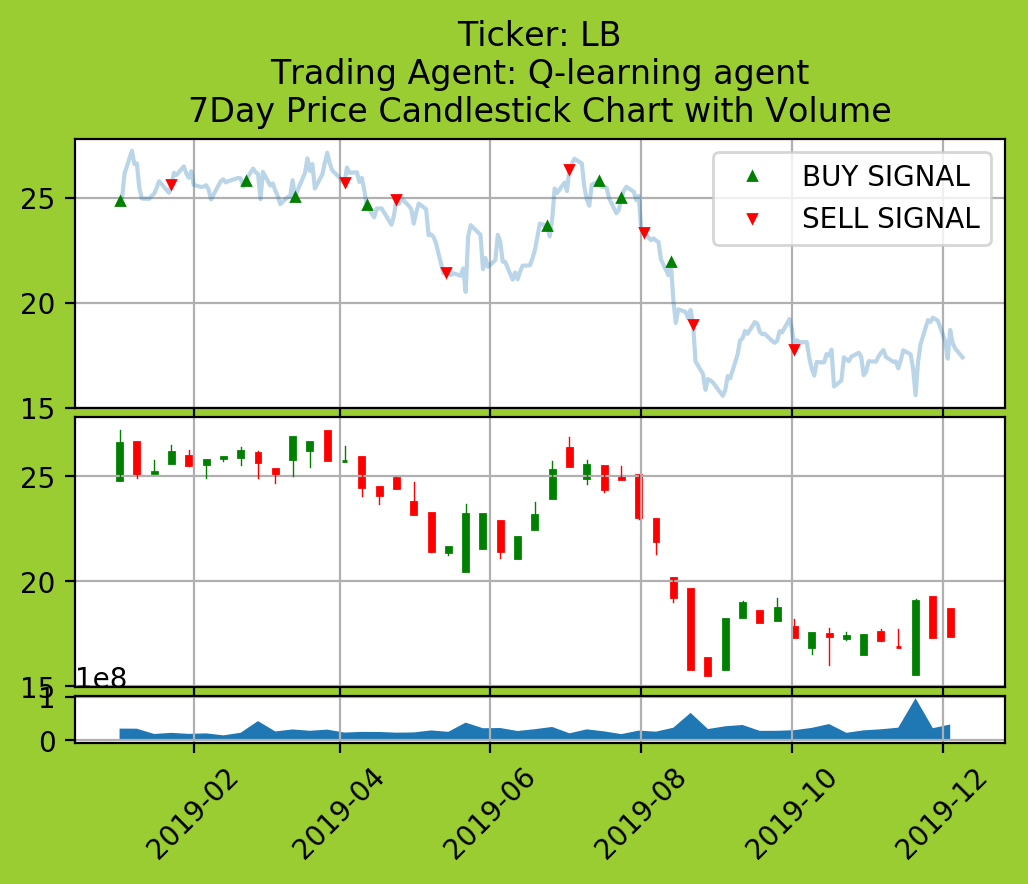 Ticker: LB
Trading Agent: Q-learning agent
7Day Price Candlestick Chart with Volume
BUY SIGNAL
SELL SIGNAL
25
20
15
25
20
15
1e8
1
0
2019-02
2019-04
2019-06
2019-08
2019-10
2019-12